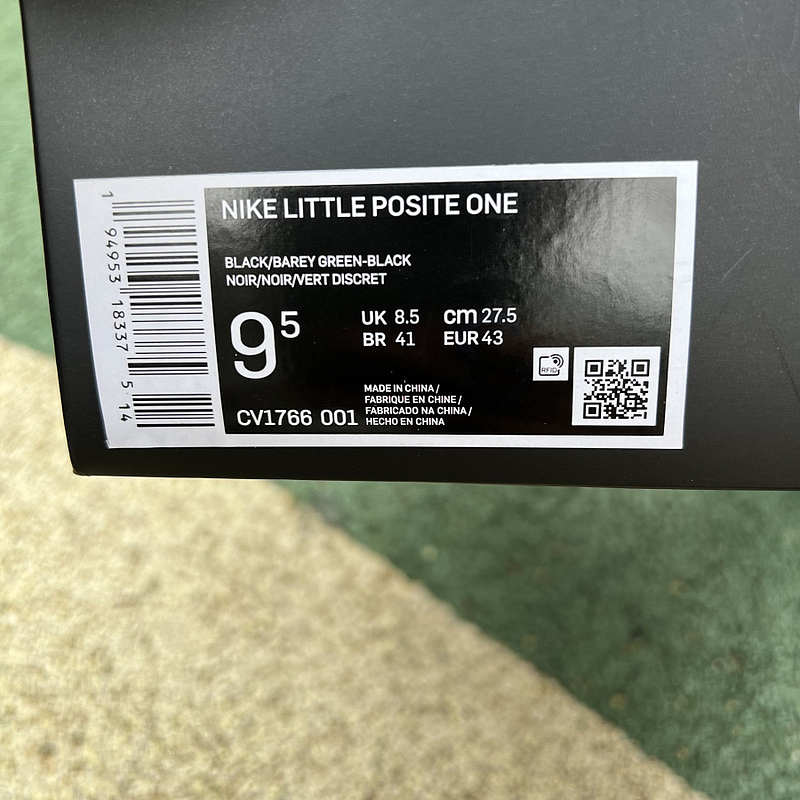 NIKE LITTLE POSITE ONE
BLACK/BAREY GREEN-BLACK
NOIR/NOIR/VERT DISCRET
9⁵
UK 8.5 cm 27.5
BR 41 EUR 43
RFID
MADE IN CHINA /
FABRIQUE EN CHINE /
FABRICADO NA CHINA /
HECHO EN CHINA
CV1766 001
1 94953 18337 5 14